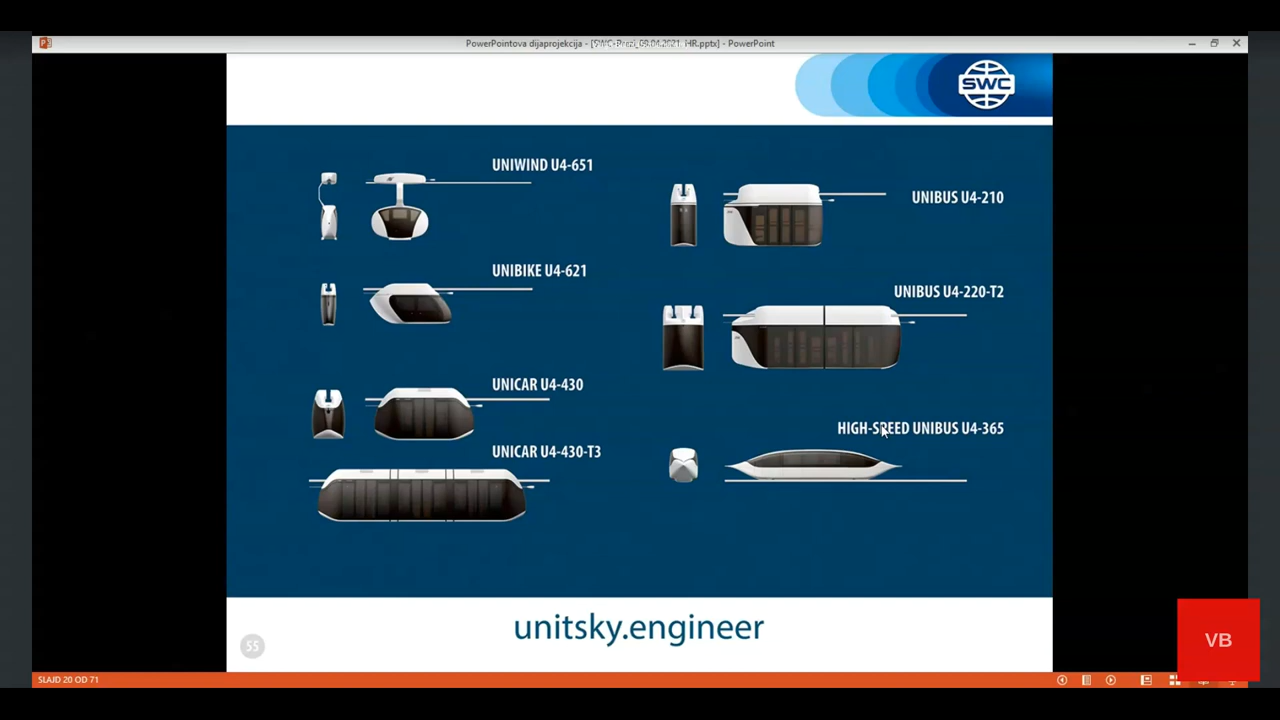 PowerPointova dijaprojekcija - [SWC-Brzi_09.04.2021._HR.pptx] - PowerPoint
SWC
UNIWIND U4-651
UNIBIKE U4-621
UNICAR U4-430
UNICAR U4-430-T3
UNIBUS U4-210
UNIBUS U4-220-T2
HIGH-SPEED UNIBUS U4-365
unitsky.engineer
55
VB
SLAJD 20 OD 71